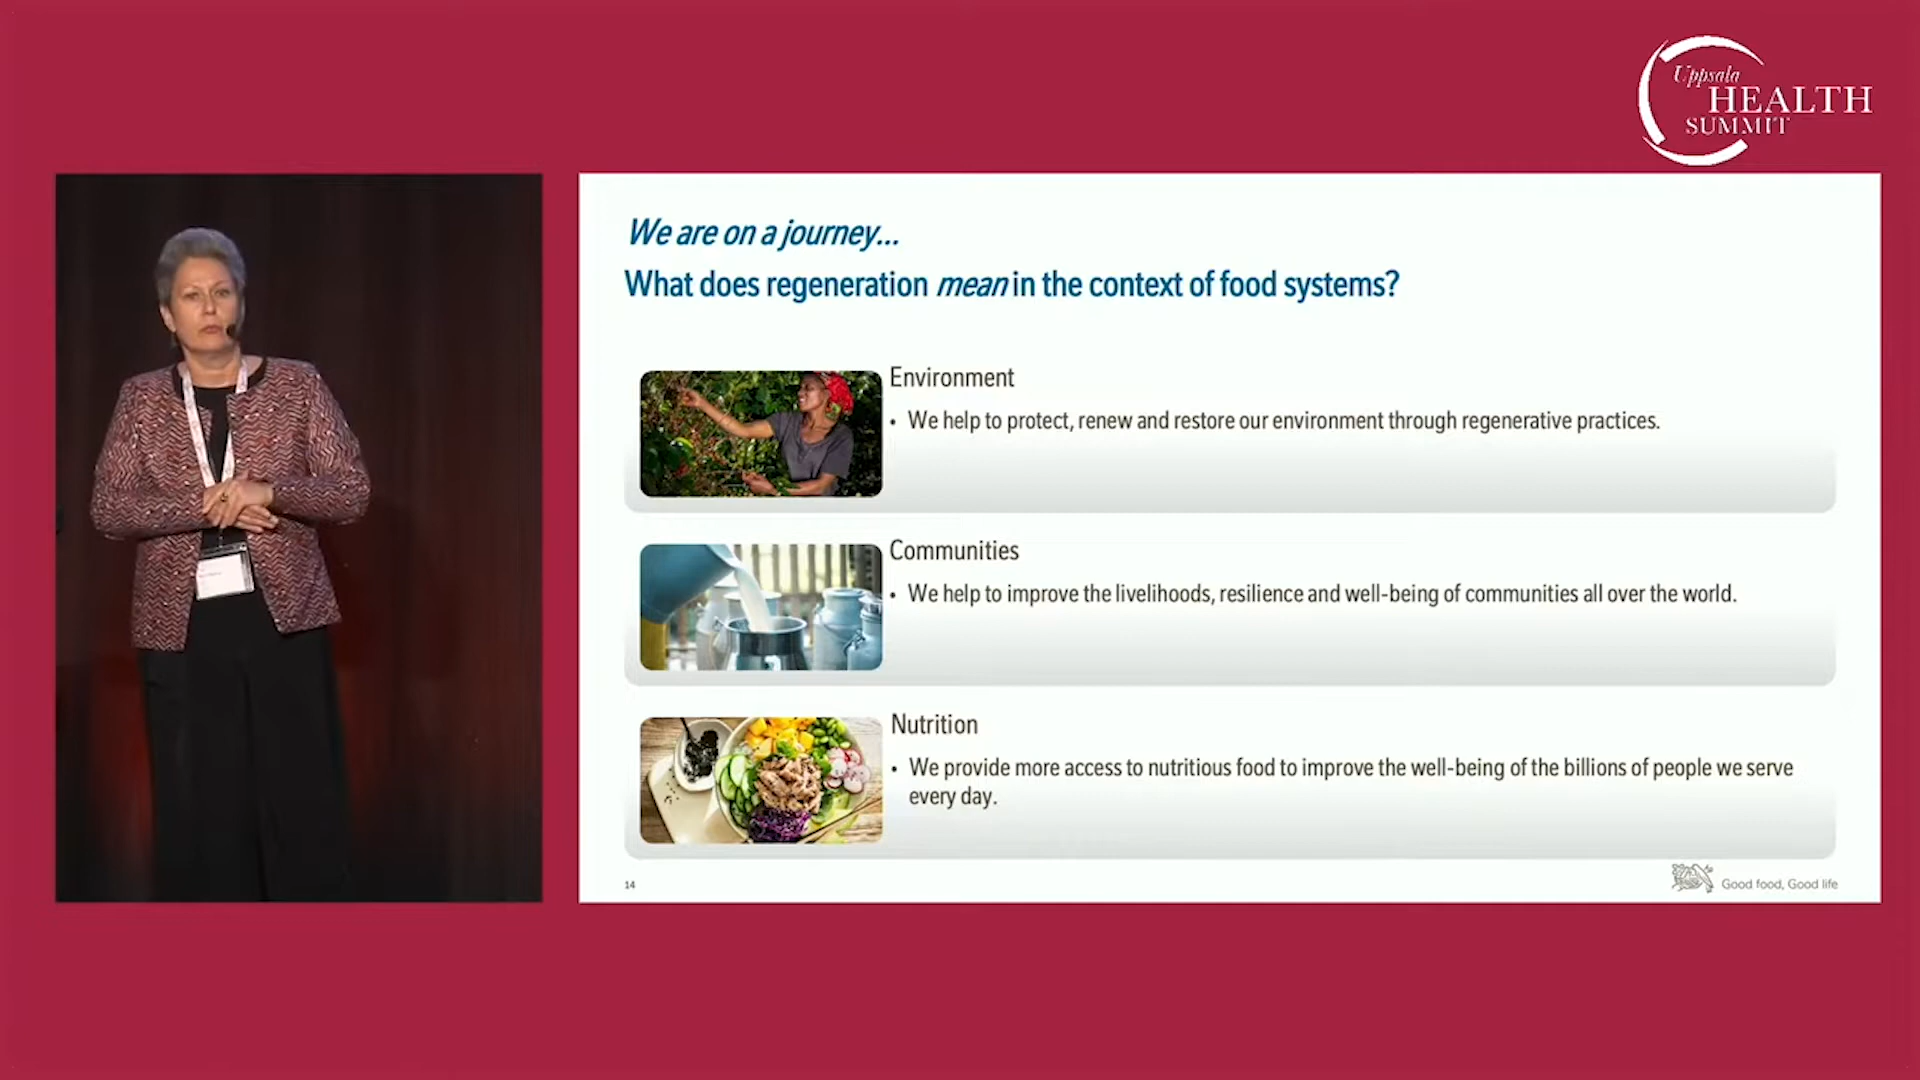 Uppsala
HEALTH
SUMMIT
We are on a journey...
What does regeneration mean in the context of food systems?
Environment
• We help to protect, renew and restore our environment through regenerative practices.
Communities
• We help to improve the livelihoods, resilience and well-being of communities all over the world.
Nutrition
• We provide more access to nutritious food to improve the well-being of the billions of people we serve
every day.
14
Good food, Good life